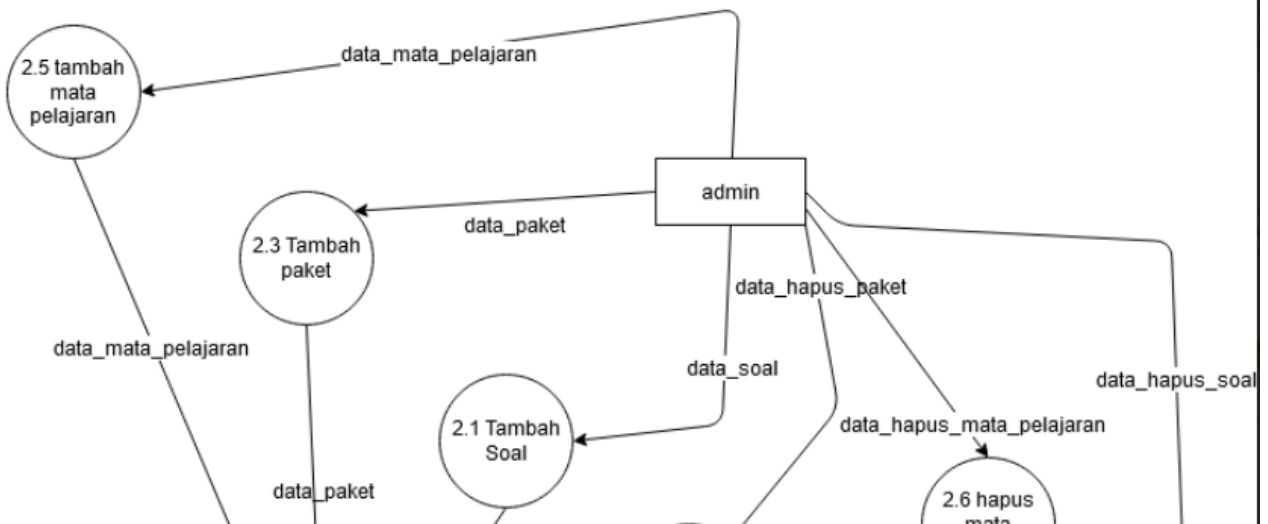 data_mata_pelajaran
2.5 tambah
mata
pelajaran
admin
data_paket
2.3 Tambah
paket
data_hapus_paket
data_mata_pelajaran
data_soal
data_hapus_soal
2.1 Tambah
Soal
data_hapus_mata_pelajaran
data_paket
2.6 hapus
mata